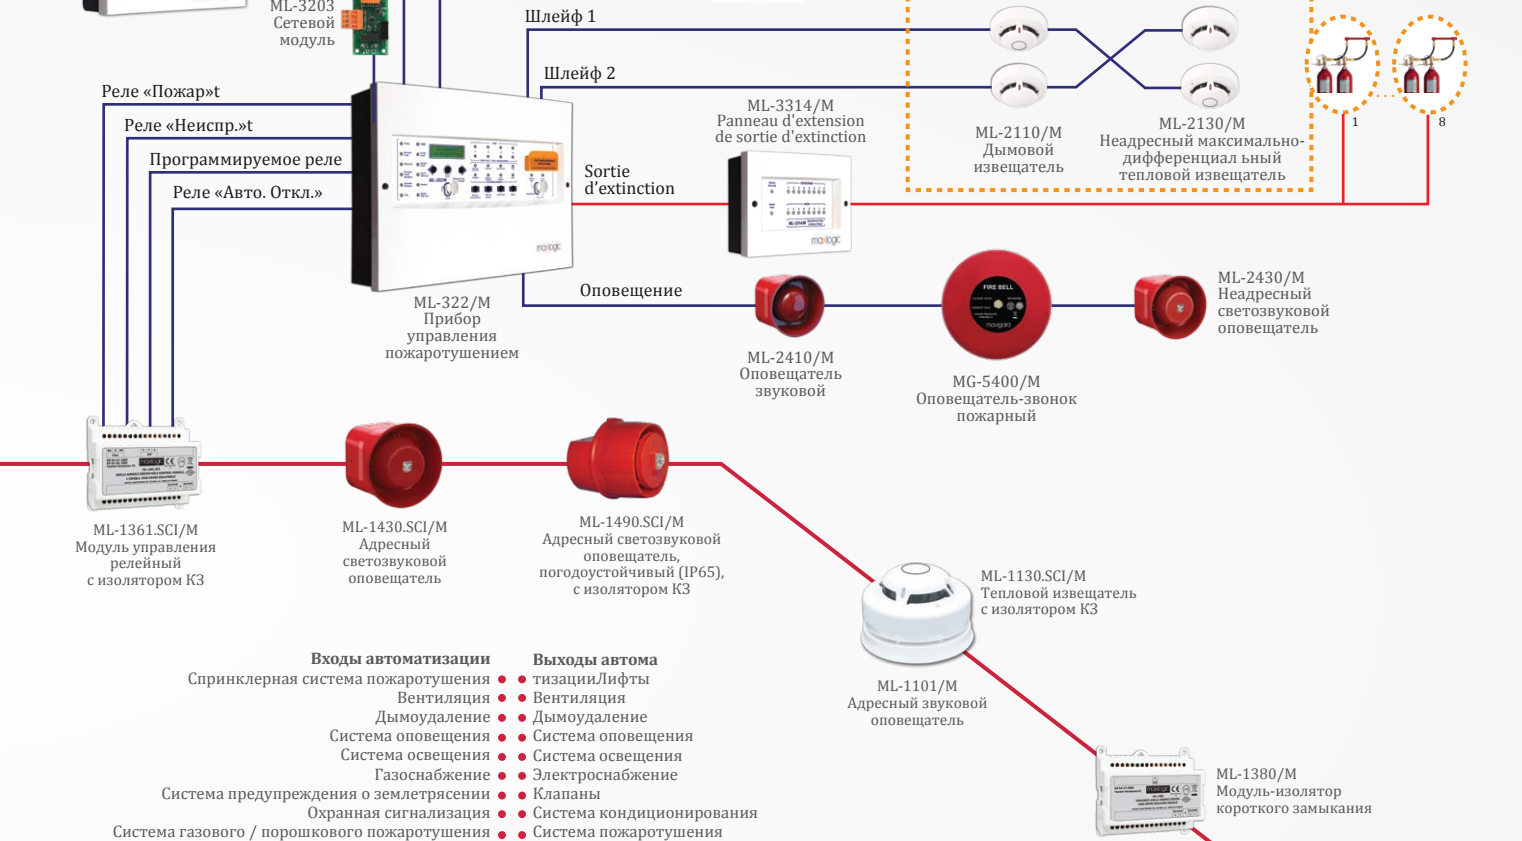 ML-3203
Сетевой
модуль
Шлейф 1
Шлейф 2
Реле «Пожар»t
Реле «Неиспр.»t
Программируемое реле
Реле «Авто. Откл.»
ML-3314/M
Panneau d'extension
de sortie d'extinction
Sortie
d'extinction
ML-2110/M
Дымовой
извещатель
ML-2130/M
Неадресный максимально-
дифференциал ьный
тепловой извещатель
1
8
maxlogic
maxlogic
ML-322/M
Прибор
управления
пожаротушением
Оповещение
ML-2410/M
Оповещатель
звуковой
FIRE BELL
MG-5400/M
Оповещатель-звонок
пожарный
ML-2430/M
Неадресный
светозвуковой
оповещатель
ML-1361.SCI/M
Модуль управления
релейный
с изолятором КЗ
ML-1430.SCI/M
Адресный
светозвуковой
оповещатель
ML-1490.SCI/M
Адресный светозвуковой
оповещатель,
погодоустойчивый (IP65),
с изолятором КЗ
ML-1130.SCI/M
Тепловой извещатель
с изолятором КЗ
ML-1101/M
Адресный звуковой
оповещатель
ML-1380/M
Модуль-изолятор
короткого замыкания
Входы автоматизации
Спринклерная система пожаротушения
Вентиляция
Дымоудаление
Система оповещения
Система освещения
Газоснабжение
Система предупреждения о землетрясении
Охранная сигнализация
Система газового / порошкового пожаротушения
Выходы автома
тизацииЛифты
Вентиляция
Дымоудаление
Система оповещения
Система освещения
Электроснабжение
Клапаны
Система кондиционирования
Система пожаротушения